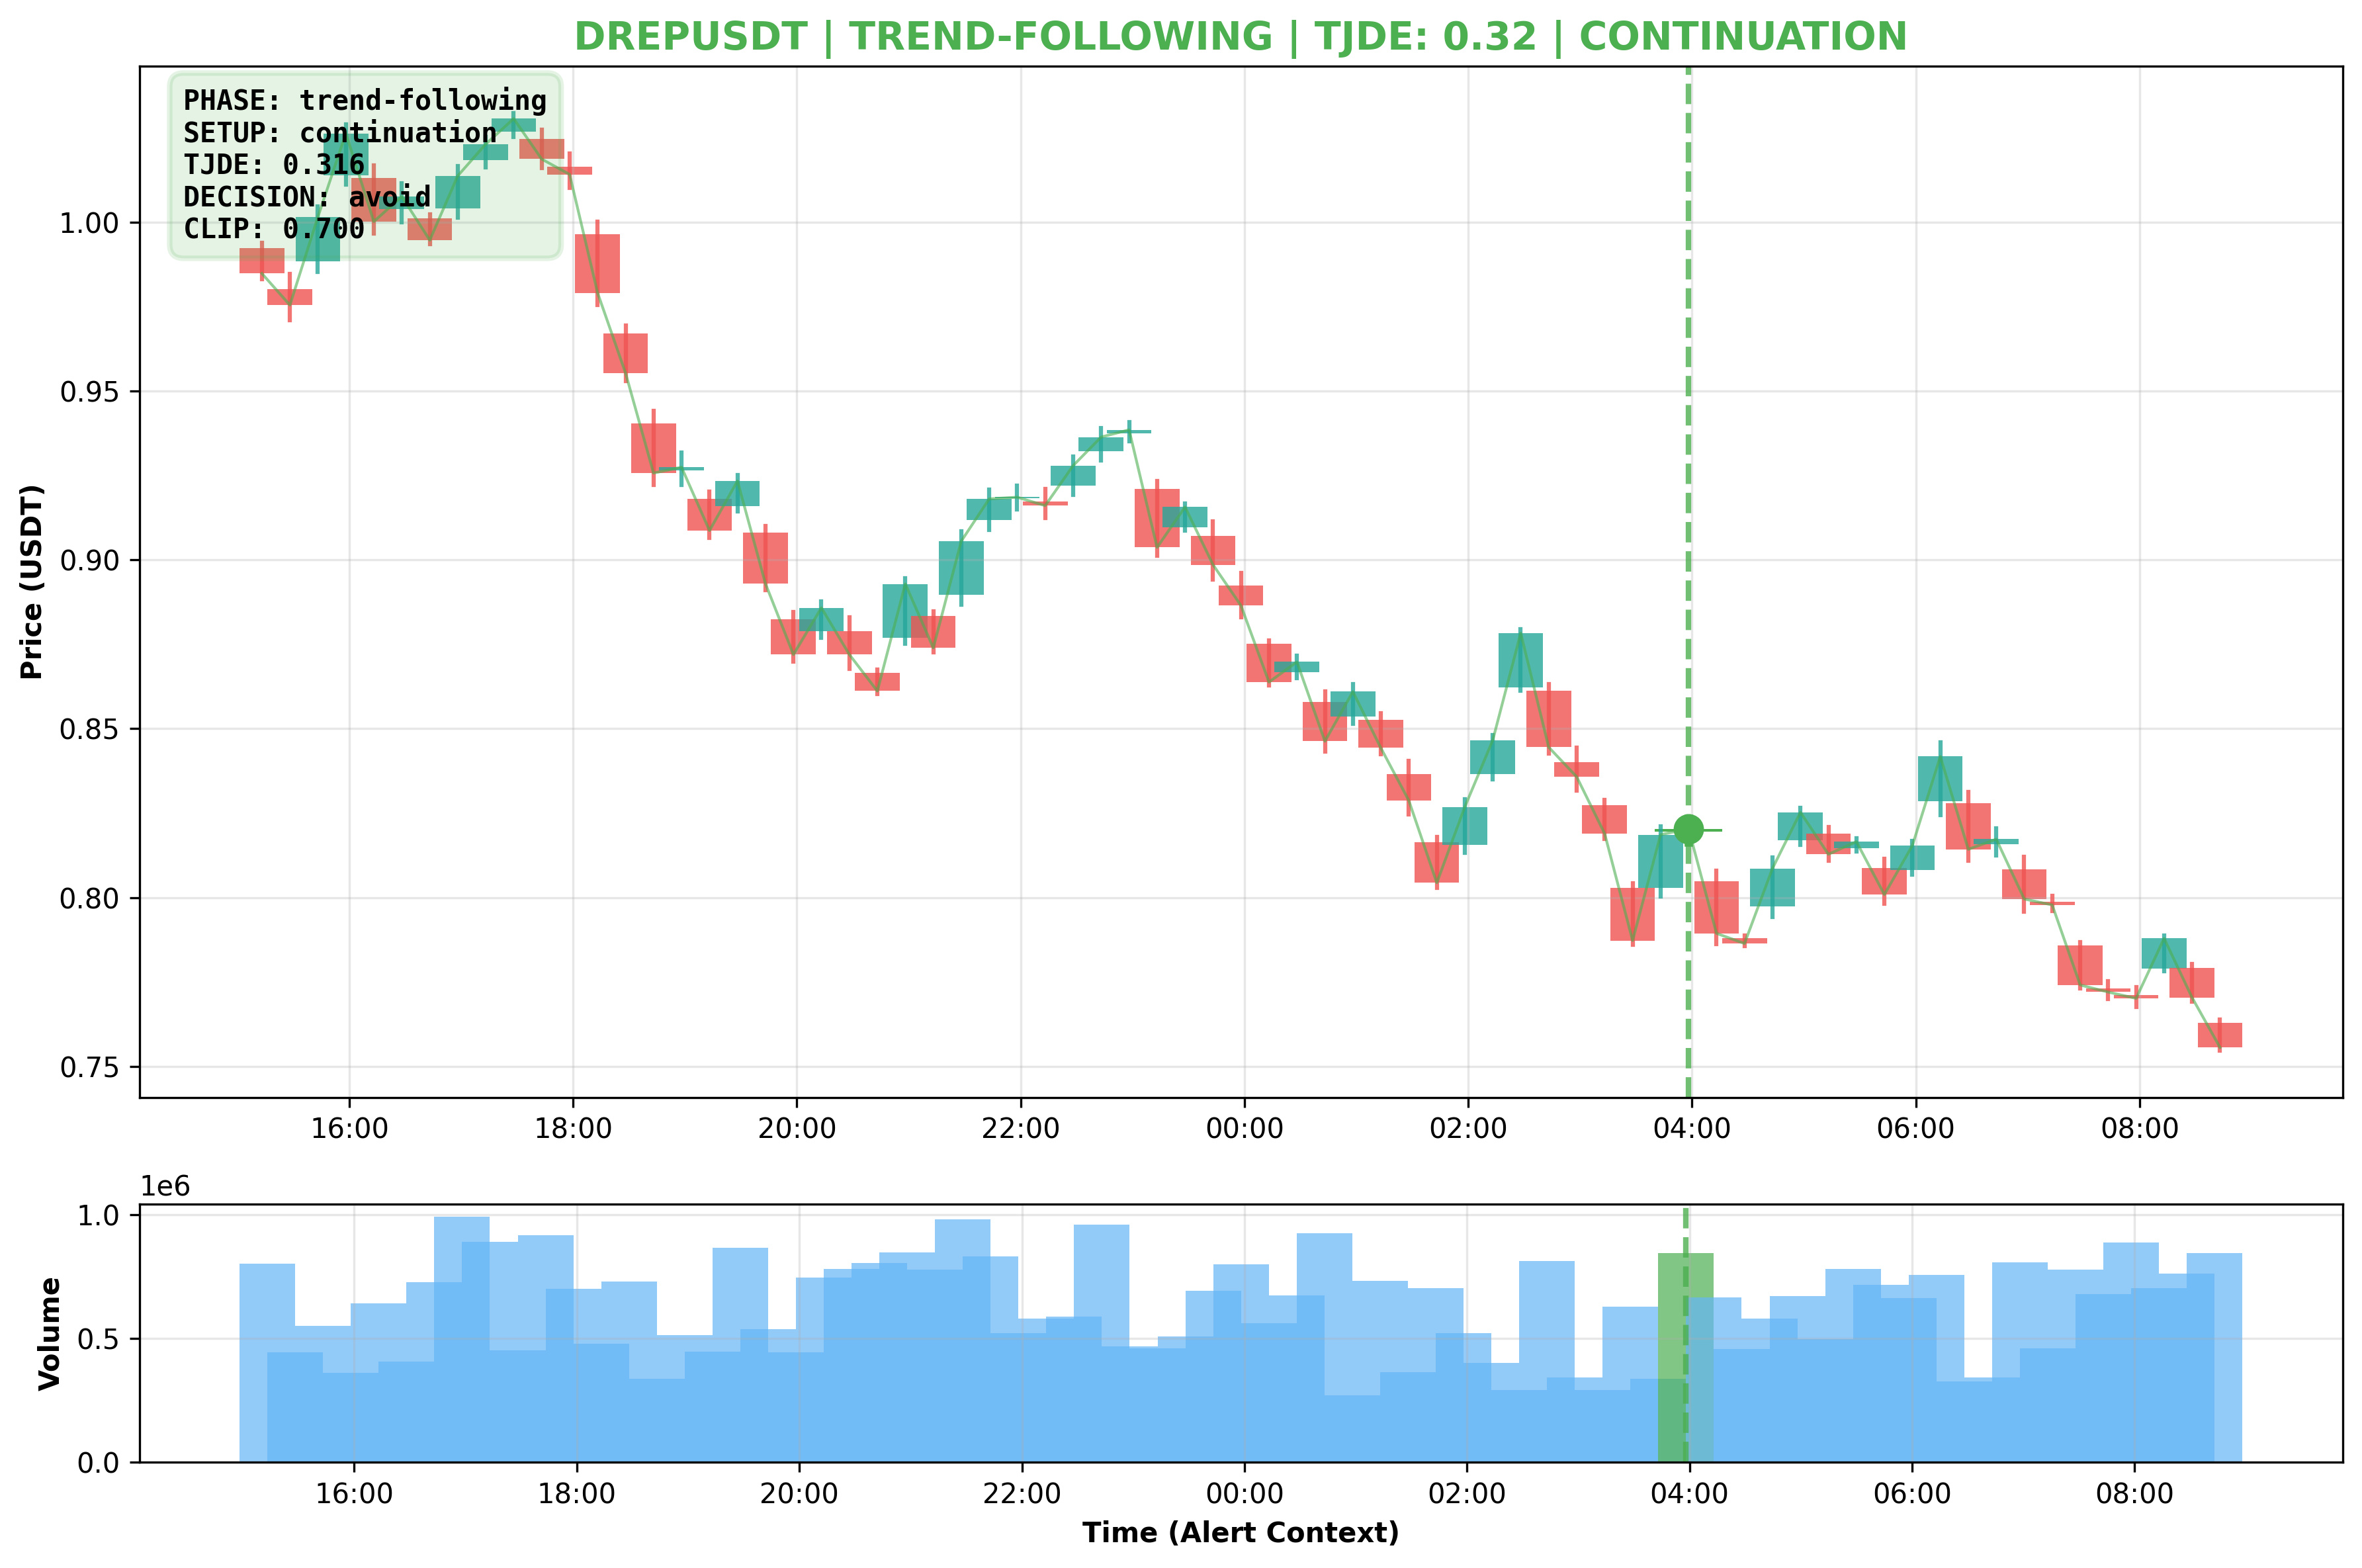 DREPUSDT | TREND-FOLLOWING | TJDE: 0.32 | CONTINUATION
PHASE: trend-following
SETUP: continuation
TJDE: 0.316
DECISION: avoid
CLIP: 0.700
Price (USDT)
1.00
0.95
0.90
0.85
0.80
0.75
16:00 18:00 20:00 22:00 00:00 02:00 04:00 06:00 08:00
1e6
Volume
1.0
0.5
0.0
16:00 18:00 20:00 22:00 00:00 02:00 04:00 06:00 08:00
Time (Alert Context)